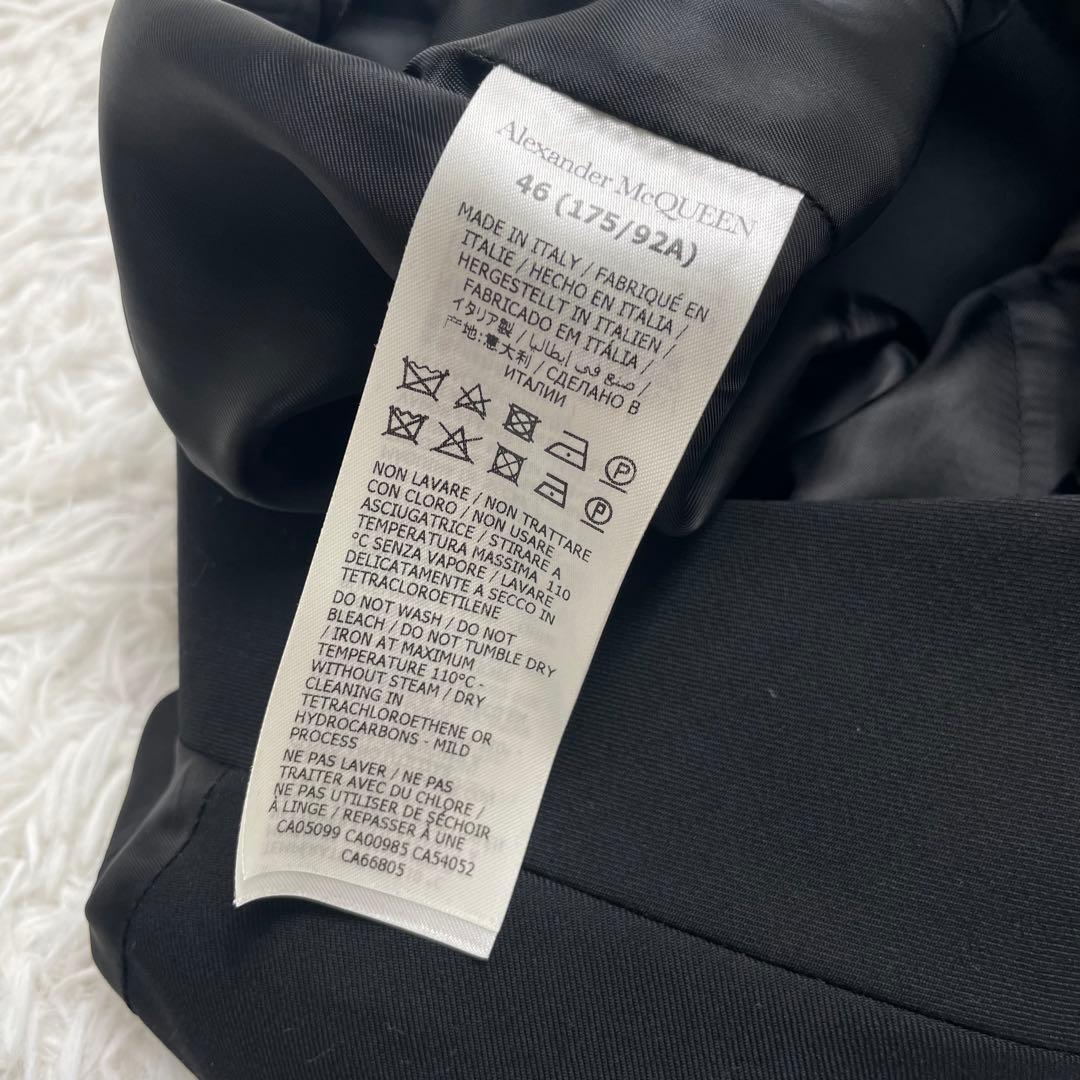 Alexander McQUEEN
46 (175/92A)
MADE IN ITALY / FABRIQUÉ EN
ITALIE / HECHO EN ITALIA /
HERGESTELLT IN ITALIEN /
FABRICADO EM ITÁLIA /
イタリア製 / صنع في إيطاليا /
产地:意大利 / СДЕЛАНО В
ИТАЛИИ
P
P
NON LAVARE / NON TRATTARE
CON CLORO / NON USARE
ASCIUGATRICE / STIRARE A
TEMPERATURA MASSIMA 110
°C SENZA VAPORE / LAVARE
DELICATAMENTE A SECCO IN
TETRACLOROETILENE
DO NOT WASH / DO NOT
BLEACH / DO NOT TUMBLE DRY
/ IRON AT MAXIMUM
TEMPERATURE 110°C -
WITHOUT STEAM / DRY
CLEANING IN
TETRACHLOROETHENE OR
HYDROCARBONS - MILD
PROCESS
NE PAS LAVER / NE PAS
TRAITER AVEC DU CHLORE /
NE PAS UTILISER DE SÉCHOIR
À LINGE / REPASSER À UNE
CA05099 CA00985 CA54052
CA66805